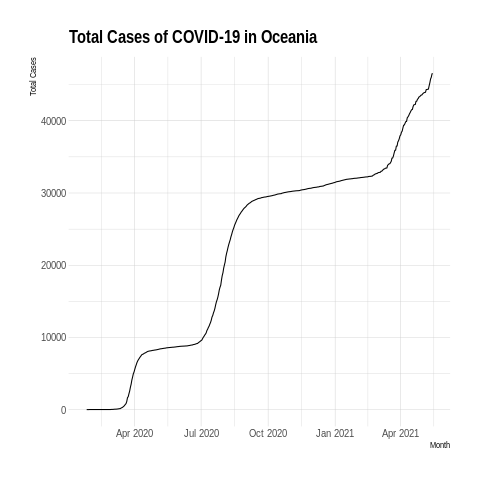 Total Cases of COVID-19 in Oceania
Total Cases
40000
30000
20000
10000
0
Apr 2020 Jul 2020 Oct 2020 Jan 2021 Apr 2021
Month